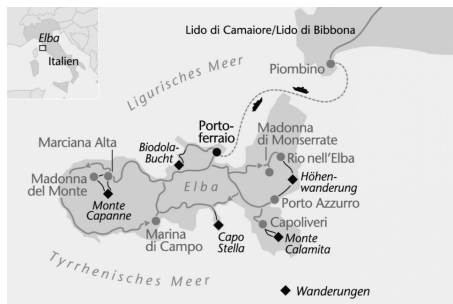 Elba
Italien
Lido di Camaiore/Lido di Bibbona
Piombino
Ligurisches Meer
Marciana Alta
Biodola-
Bucht
Porto-
ferraio
Madonna
di Monserrate
Rio nell'Elba
Madonna
del Monte
Höhen-
wanderung
Elba
Monte
Capanne
Porto Azzurro
Marina
di Campo
Capo
Stella
Capoliveri
Monte
Calamita
Tyrrhenisches Meer
Wanderungen